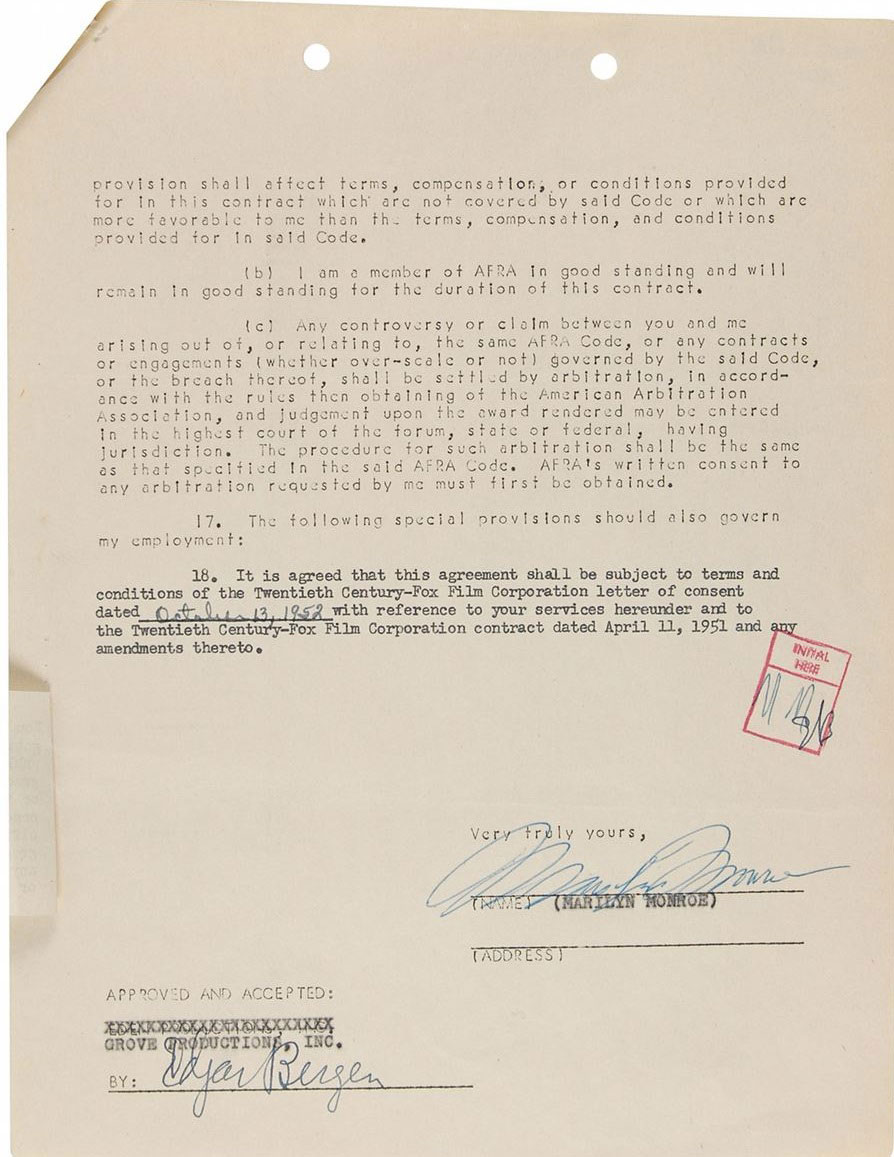 provision shall affect terms, compensation, or conditions provided
for in this contract which are not covered by said Code or which are
more favorable to me than the terms, compensation, and conditions
provided for in said Code.
(b) I am a member of AFRA in good standing and will
remain in good standing for the duration of this contract.
(c) Any controversy or claim between you and me
arising out of, or relating to, the same AFRA Code, or any contracts
or engagements (whether over-scale or not) governed by the said Code,
or the breach thereof, shall be settled by arbitration, in accord-
ance with the rules then obtaining of the American Arbitration
Association, and judgement upon the award rendered may be entered
in the highest court of the forum, state or federal, having
jurisdiction. The procedure for such arbitration shall be the same
as that specified in the said AFRA Code. AFRA's written consent to
any arbitration requested by me must first be obtained.
17. The following special provisions should also govern
my employment:
18. It is agreed that this agreement shall be subject to terms and
conditions of the Twentieth Century-Fox Film Corporation letter of consent
dated October 13, 1952 with reference to your services hereunder and to
the Twentieth Century-Fox Film Corporation contract dated April 11, 1951 and any
amendments thereto.
INITIAL
HERE
MM
Very truly yours,
Marilyn Monroe
(NAME) (MARILYN MONROE)
(ADDRESS)
APPROVED AND ACCEPTED:
GROVE PRODUCTIONS, INC.
BY: Edgar Bergen